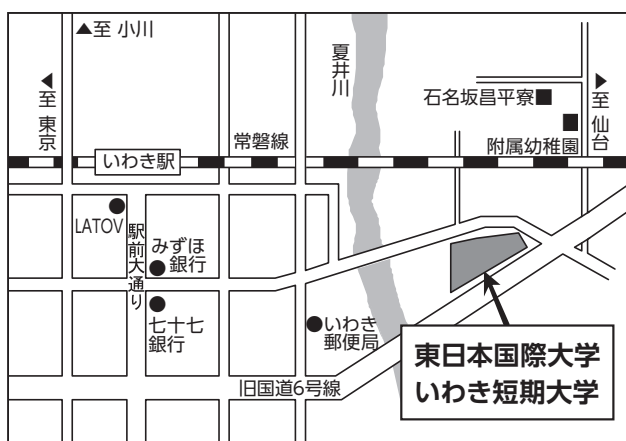 ▲至 小川
夏井川
◀至 東京
石名坂昌平寮■
▶至 仙台
附属幼稚園
常磐線
いわき駅
LATOV
駅前大通り
みずほ
銀行
七十七
銀行
いわき
郵便局
旧国道6号線
東日本国際大学
いわき短期大学